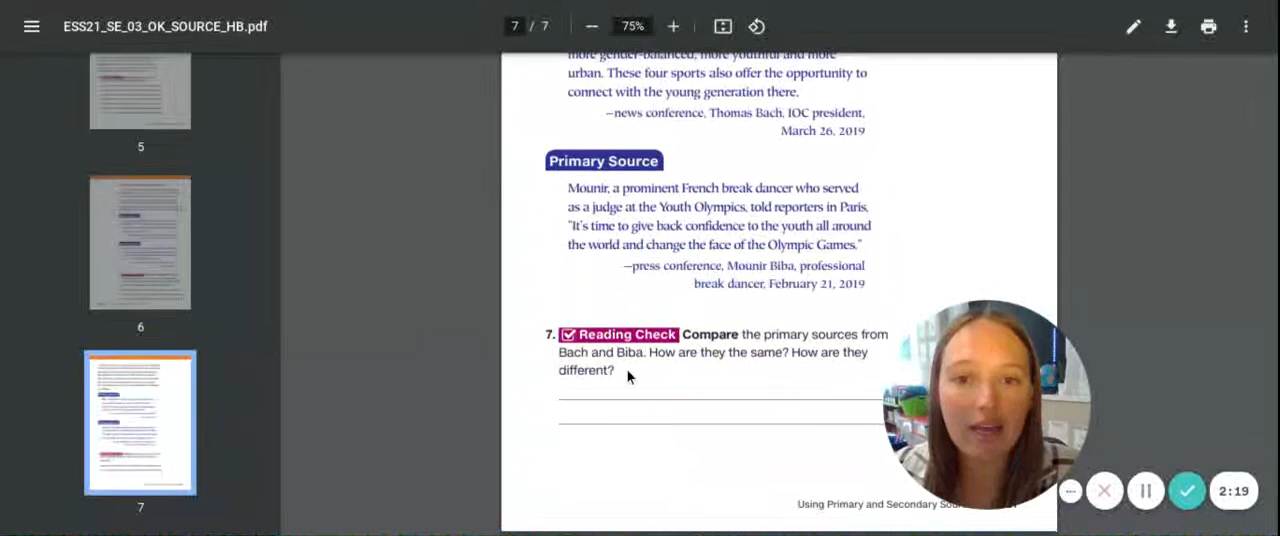 ESS21_SE_03_OK_SOURCE_HB.pdf
7 / 7
75%
more gender-balanced, more youthful and more
urban. These four sports also offer the opportunity to
connect with the young generation there.
—news conference, Thomas Bach, IOC president,
March 26, 2019
Primary Source
Mounir, a prominent French break dancer who served
as a judge at the Youth Olympics, told reporters in Paris,
"It's time to give back confidence to the youth all around
the world and change the face of the Olympic Games."
—press conference, Mounir Biba, professional
break dancer, February 21, 2019
7. Reading Check Compare the primary sources from
Bach and Biba. How are they the same? How are they
different?
Using Primary and Secondary
5
6
7
2:19